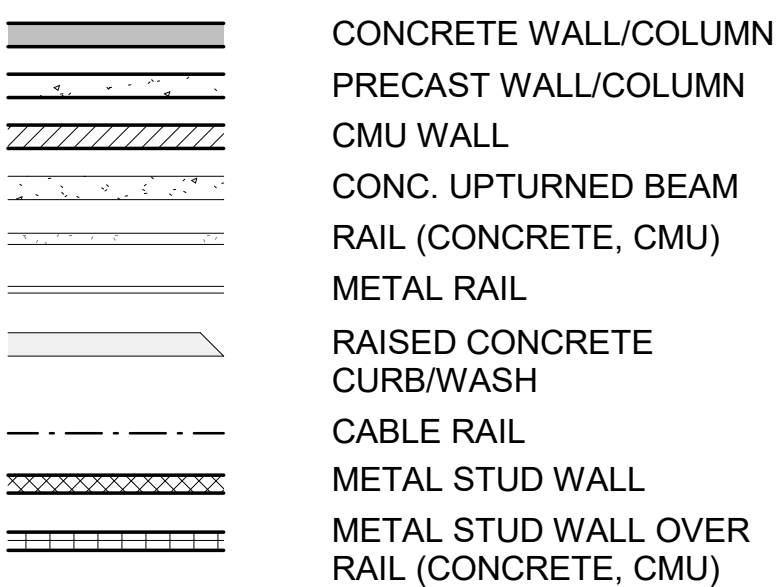 CONCRETE WALL/COLUMN
PRECAST WALL/COLUMN
CMU WALL
CONC. UPTURNED BEAM
RAIL (CONCRETE, CMU)
METAL RAIL
RAISED CONCRETE
CURB/WASH
CABLE RAIL
METAL STUD WALL
METAL STUD WALL OVER
RAIL (CONCRETE, CMU)